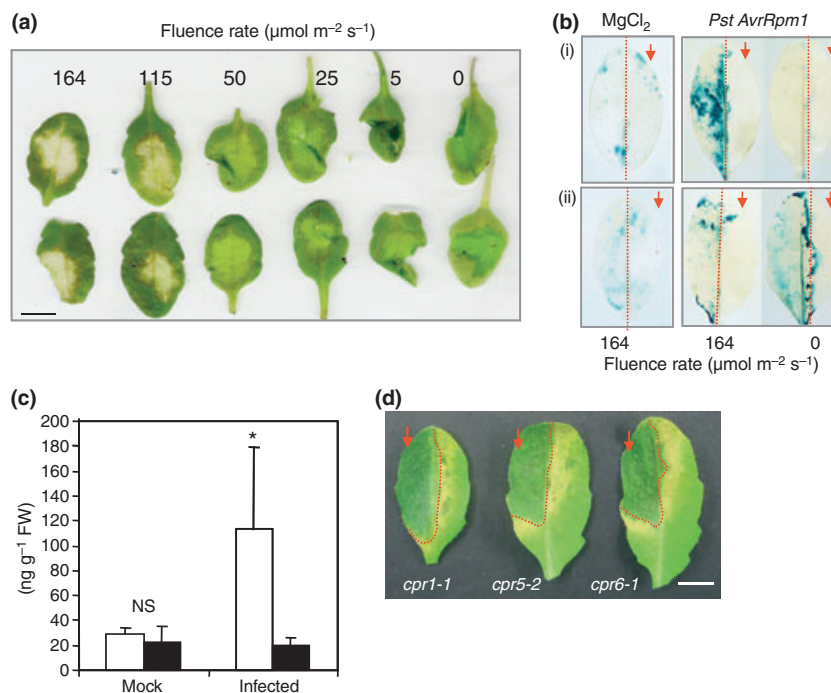 (a)
Fluence rate (µmol m⁻² s⁻¹)
164 115 50 25 5 0
(b)
MgCl₂ Pst AvrRpm1
(i)
(ii)
164 164 0
Fluence rate (µmol m⁻² s⁻¹)
(c)
200
180
160
140
120
100
80
60
40
20
0
(ng g⁻¹ FW)
NS
*
Mock Infected
(d)
cpr1-1 cpr5-2 cpr6-1